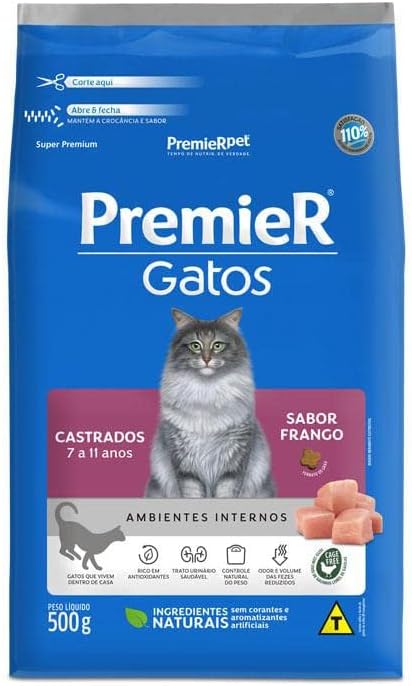 Corte aqui
Abre & fecha
MANTÉM A CROCÂNCIA E SABOR
Super Premium
PremieRpet
TEMPO DE NUTRIR. DE VERDADE.
SATISFAÇÃO
110%
PremieR
Gatos
CASTRADOS
7 a 11 anos
SABOR
FRANGO
AMBIENTES INTERNOS
GATOS QUE VIVEM
DENTRO DE CASA
RICO EM
ANTIOXIDANTES
TRATO URINÁRIO
SAUDÁVEL
CONTROLE
NATURAL
DO PESO
ODOR E VOLUME
DAS FEZES
REDUZIDOS
CAGE
FREE
PESO LÍQUIDO
500g
eco
INGREDIENTES
NATURAIS
sem corantes e
aromatizantes
artificiais
T